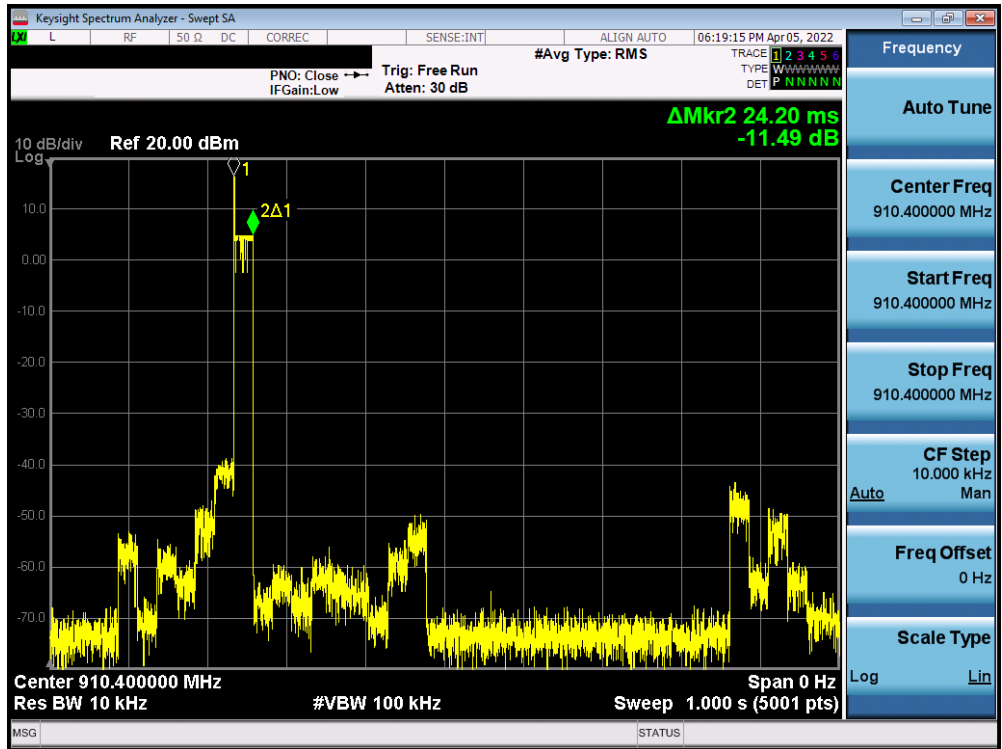 Keysight Spectrum Analyzer - Swept SA
LXI L RF 50 Ω DC CORREC SENSE:INT ALIGN AUTO 06:19:15 PM Apr 05, 2022
#Avg Type: RMS
TRACE 1 2 3 4 5 6
TYPE WWWWWWW
DET P N N N N N
PNO: Close Trig: Free Run
IFGain:Low Atten: 30 dB
ΔMkr2 24.20 ms
-11.49 dB
10 dB/div Ref 20.00 dBm
Log
1
2Δ1
10.0
0.00
-10.0
-20.0
-30.0
-40.0
-50.0
-60.0
-70.0
Center 910.400000 MHz Span 0 Hz
Res BW 10 kHz #VBW 100 kHz Sweep 1.000 s (5001 pts)
MSG STATUS
Frequency
Auto Tune
Center Freq
910.400000 MHz
Start Freq
910.400000 MHz
Stop Freq
910.400000 MHz
CF Step
10.000 kHz
Auto Man
Freq Offset
0 Hz
Scale Type
Log Lin